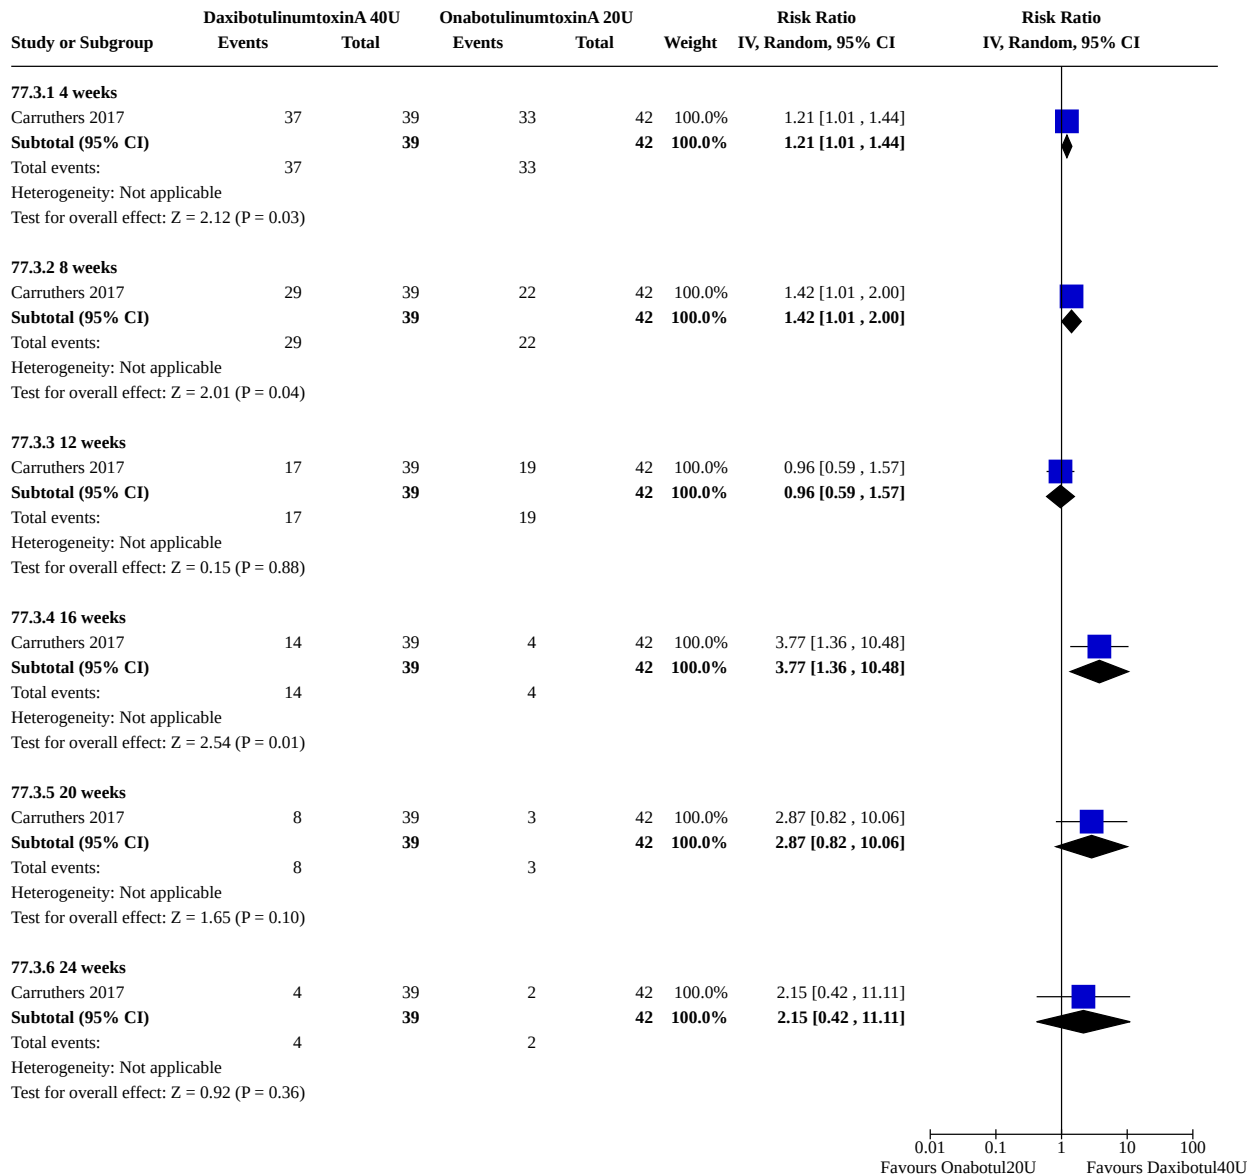 DaxibotulinumtoxinA 40U OnabotulinumtoxinA 20U Risk Ratio Risk Ratio
Study or Subgroup Events Total Events Total Weight IV, Random, 95% CI IV, Random, 95% CI
77.3.1 4 weeks
Carruthers 2017 37 39 33 42 100.0% 1.21 [1.01 , 1.44]
Subtotal (95% CI) 39 42 100.0% 1.21 [1.01 , 1.44]
Total events: 37 33
Heterogeneity: Not applicable
Test for overall effect: Z = 2.12 (P = 0.03)
77.3.2 8 weeks
Carruthers 2017 29 39 22 42 100.0% 1.42 [1.01 , 2.00]
Subtotal (95% CI) 39 42 100.0% 1.42 [1.01 , 2.00]
Total events: 29 22
Heterogeneity: Not applicable
Test for overall effect: Z = 2.01 (P = 0.04)
77.3.3 12 weeks
Carruthers 2017 17 39 19 42 100.0% 0.96 [0.59 , 1.57]
Subtotal (95% CI) 39 42 100.0% 0.96 [0.59 , 1.57]
Total events: 17 19
Heterogeneity: Not applicable
Test for overall effect: Z = 0.15 (P = 0.88)
77.3.4 16 weeks
Carruthers 2017 14 39 4 42 100.0% 3.77 [1.36 , 10.48]
Subtotal (95% CI) 39 42 100.0% 3.77 [1.36 , 10.48]
Total events: 14 4
Heterogeneity: Not applicable
Test for overall effect: Z = 2.54 (P = 0.01)
77.3.5 20 weeks
Carruthers 2017 8 39 3 42 100.0% 2.87 [0.82 , 10.06]
Subtotal (95% CI) 39 42 100.0% 2.87 [0.82 , 10.06]
Total events: 8 3
Heterogeneity: Not applicable
Test for overall effect: Z = 1.65 (P = 0.10)
77.3.6 24 weeks
Carruthers 2017 4 39 2 42 100.0% 2.15 [0.42 , 11.11]
Subtotal (95% CI) 39 42 100.0% 2.15 [0.42 , 11.11]
Total events: 4 2
Heterogeneity: Not applicable
Test for overall effect: Z = 0.92 (P = 0.36)
0.01 0.1 1 10 100
Favours Onabotul20U Favours Daxibotul40U